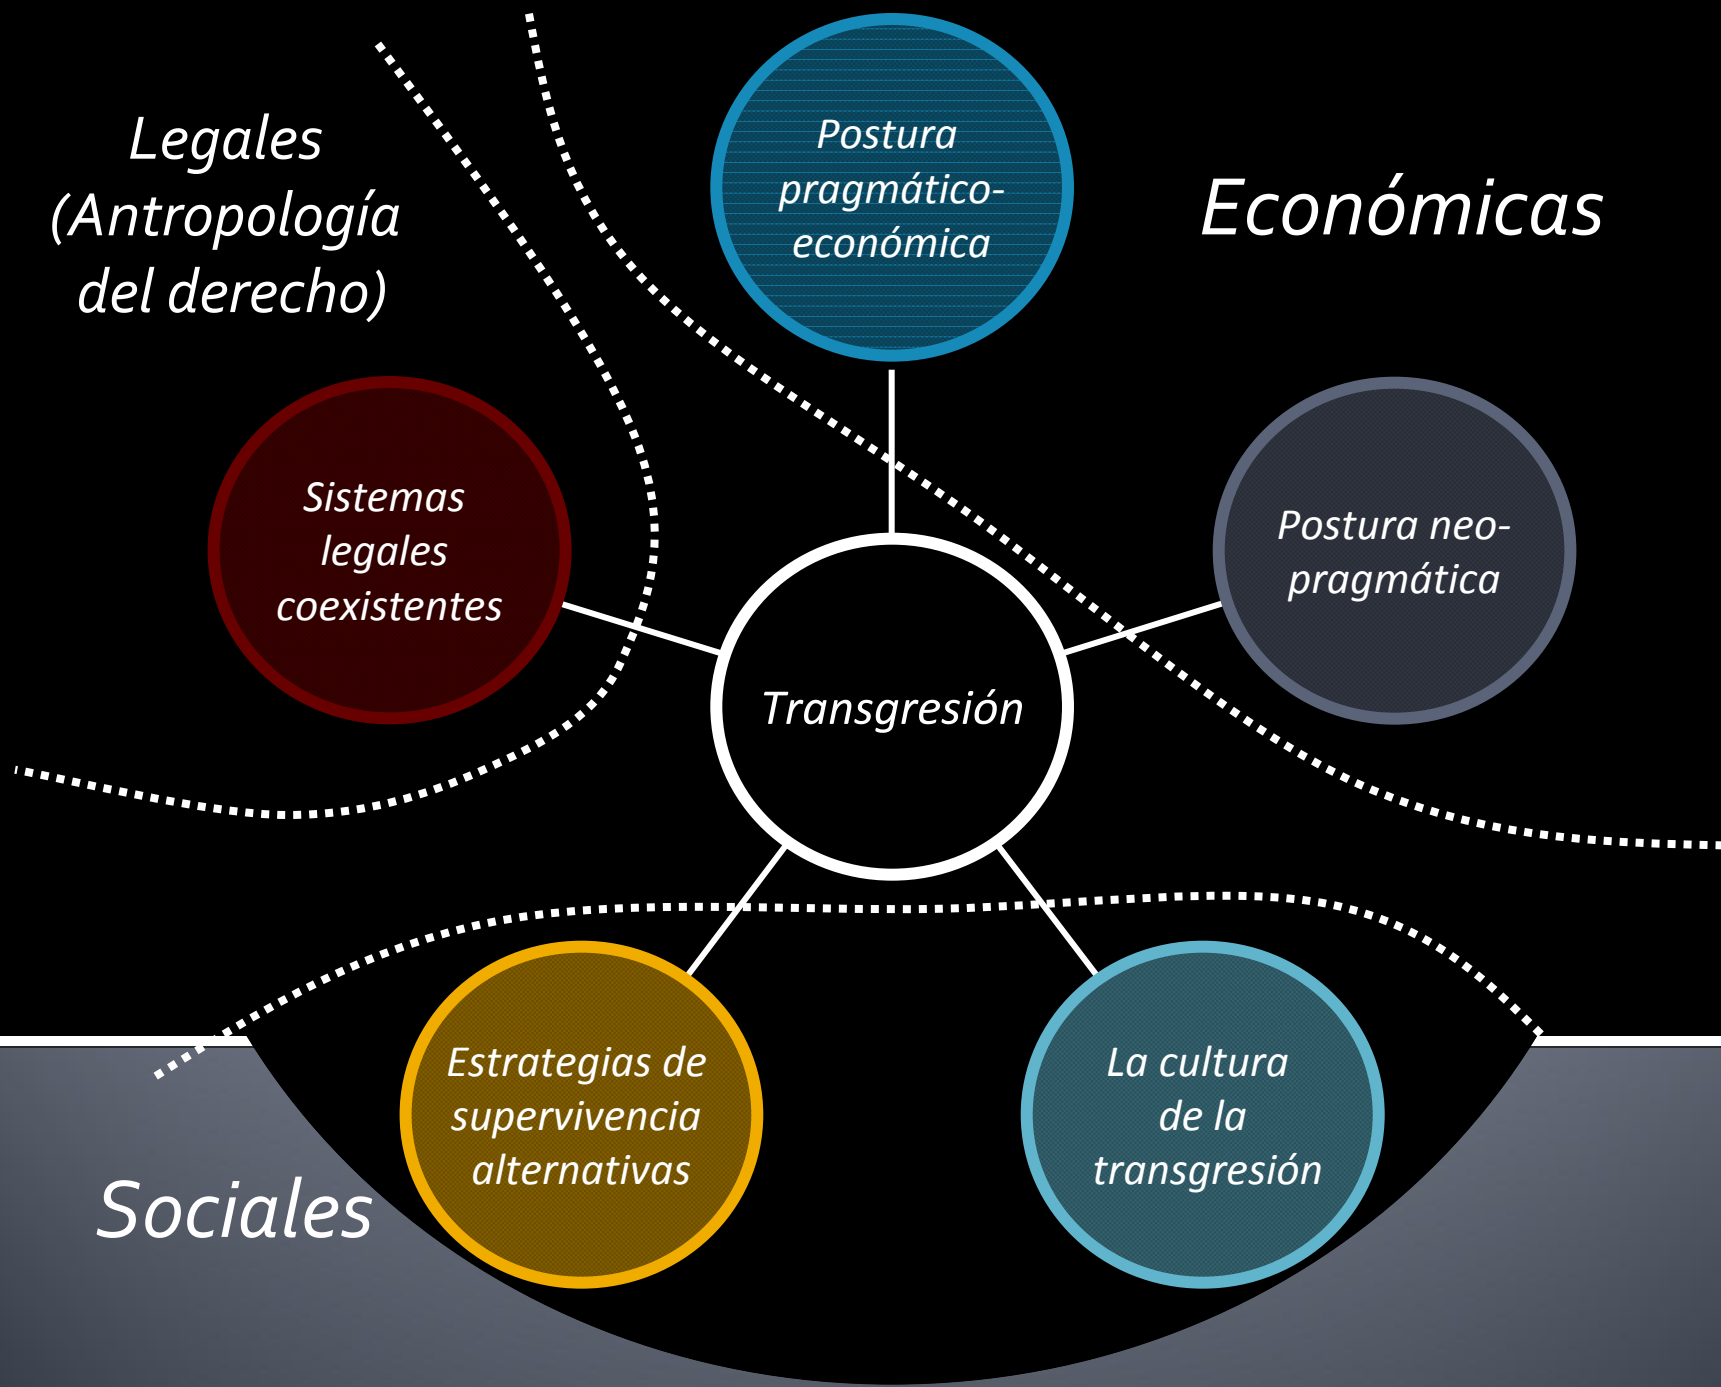 Legales
(Antropología
del derecho)
Postura
pragmático-
económica
Económicas
Sistemas
legales
coexistentes
Postura neo-
pragmática
Transgresión
Estrategias de
supervivencia
alternativas
La cultura
de la
transgresión
Sociales